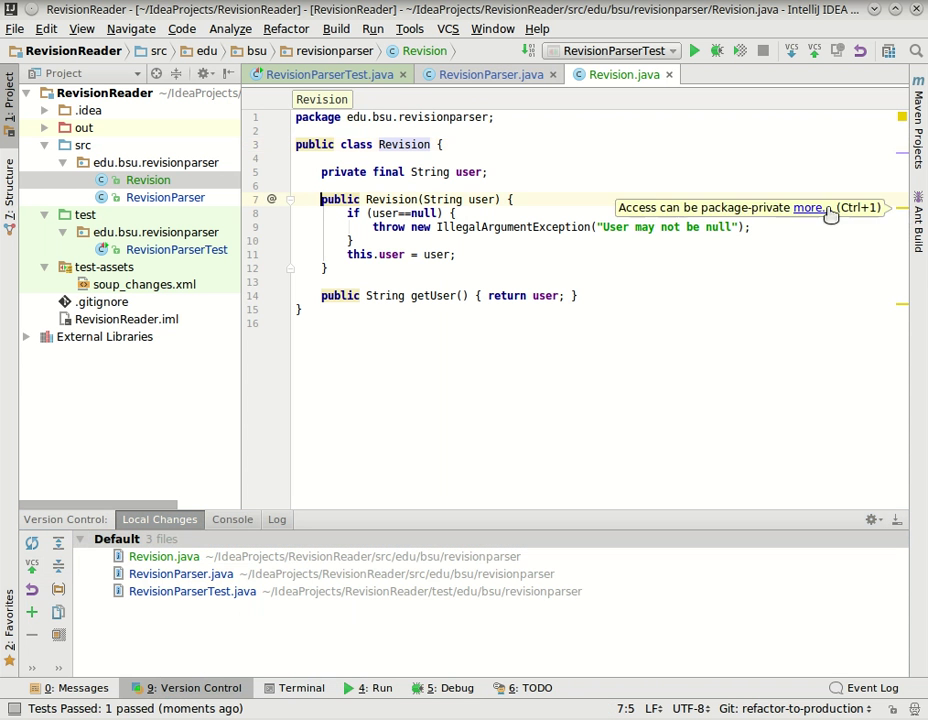 RevisionReader - [~/IdeaProjects/RevisionReader] - [RevisionReader] - ~/IdeaProjects/RevisionReader/src/edu/bsu/revisionparser/Revision.java - IntelliJ IDEA ...
File Edit View Navigate Code Analyze Refactor Build Run Tools VCS Window Help
RevisionReader src edu bsu revisionparser Revision RevisionParserTest VCS VCS
Project RevisionParserTest.java × RevisionParser.java × Revision.java ×
1: Project
7: Structure
2: Favorites
Maven Projects
Ant Build
RevisionReader ~/IdeaProjects/
.idea
out
src
edu.bsu.revisionparser
Revision
RevisionParser
test
edu.bsu.revisionparser
RevisionParserTest
test-assets
soup_changes.xml
.gitignore
RevisionReader.iml
External Libraries
Revision
1 package edu.bsu.revisionparser;
2
3 public class Revision {
4
5 private final String user;
6
7 @ public Revision(String user) {
8 if (user==null) {
9 throw new IllegalArgumentException("User may not be null");
10 }
11 this.user = user;
12 }
13
14 public String getUser() { return user; }
15 }
16
Access can be package-private more... (Ctrl+1)
Version Control: Local Changes Console Log
Default 3 files
Revision.java ~/IdeaProjects/RevisionReader/src/edu/bsu/revisionparser
RevisionParser.java ~/IdeaProjects/RevisionReader/src/edu/bsu/revisionparser
RevisionParserTest.java ~/IdeaProjects/RevisionReader/test/edu/bsu/revisionparser
VCS
0: Messages 9: Version Control Terminal 4: Run 5: Debug 6: TODO Event Log
Tests Passed: 1 passed (moments ago) 7:5 LF÷ UTF-8÷ Git: refactor-to-production÷